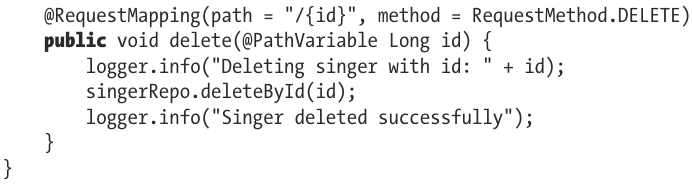 @RequestMapping(path = "/{id}", method = RequestMethod.DELETE)
public void delete(@PathVariable Long id) {
logger.info("Deleting singer with id: " + id);
singerRepo.deleteById(id);
logger.info("Singer deleted successfully");
}
}